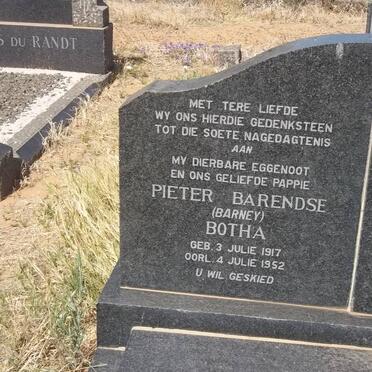 S DU RANDT
MET TERE LIEFDE
WY ONS HIERDIE GEDENKSTEEN
TOT DIE SOETE NAGEDAGTENIS
AAN
MY DIERBARE EGGENOOT
EN ONS GELIEFDE PAPPIE
PIETER BARENDSE
(BARNEY)
BOTHA
GEB. 3 JULIE 1917
OORL. 4 JULIE 1952
U WIL GESKIED